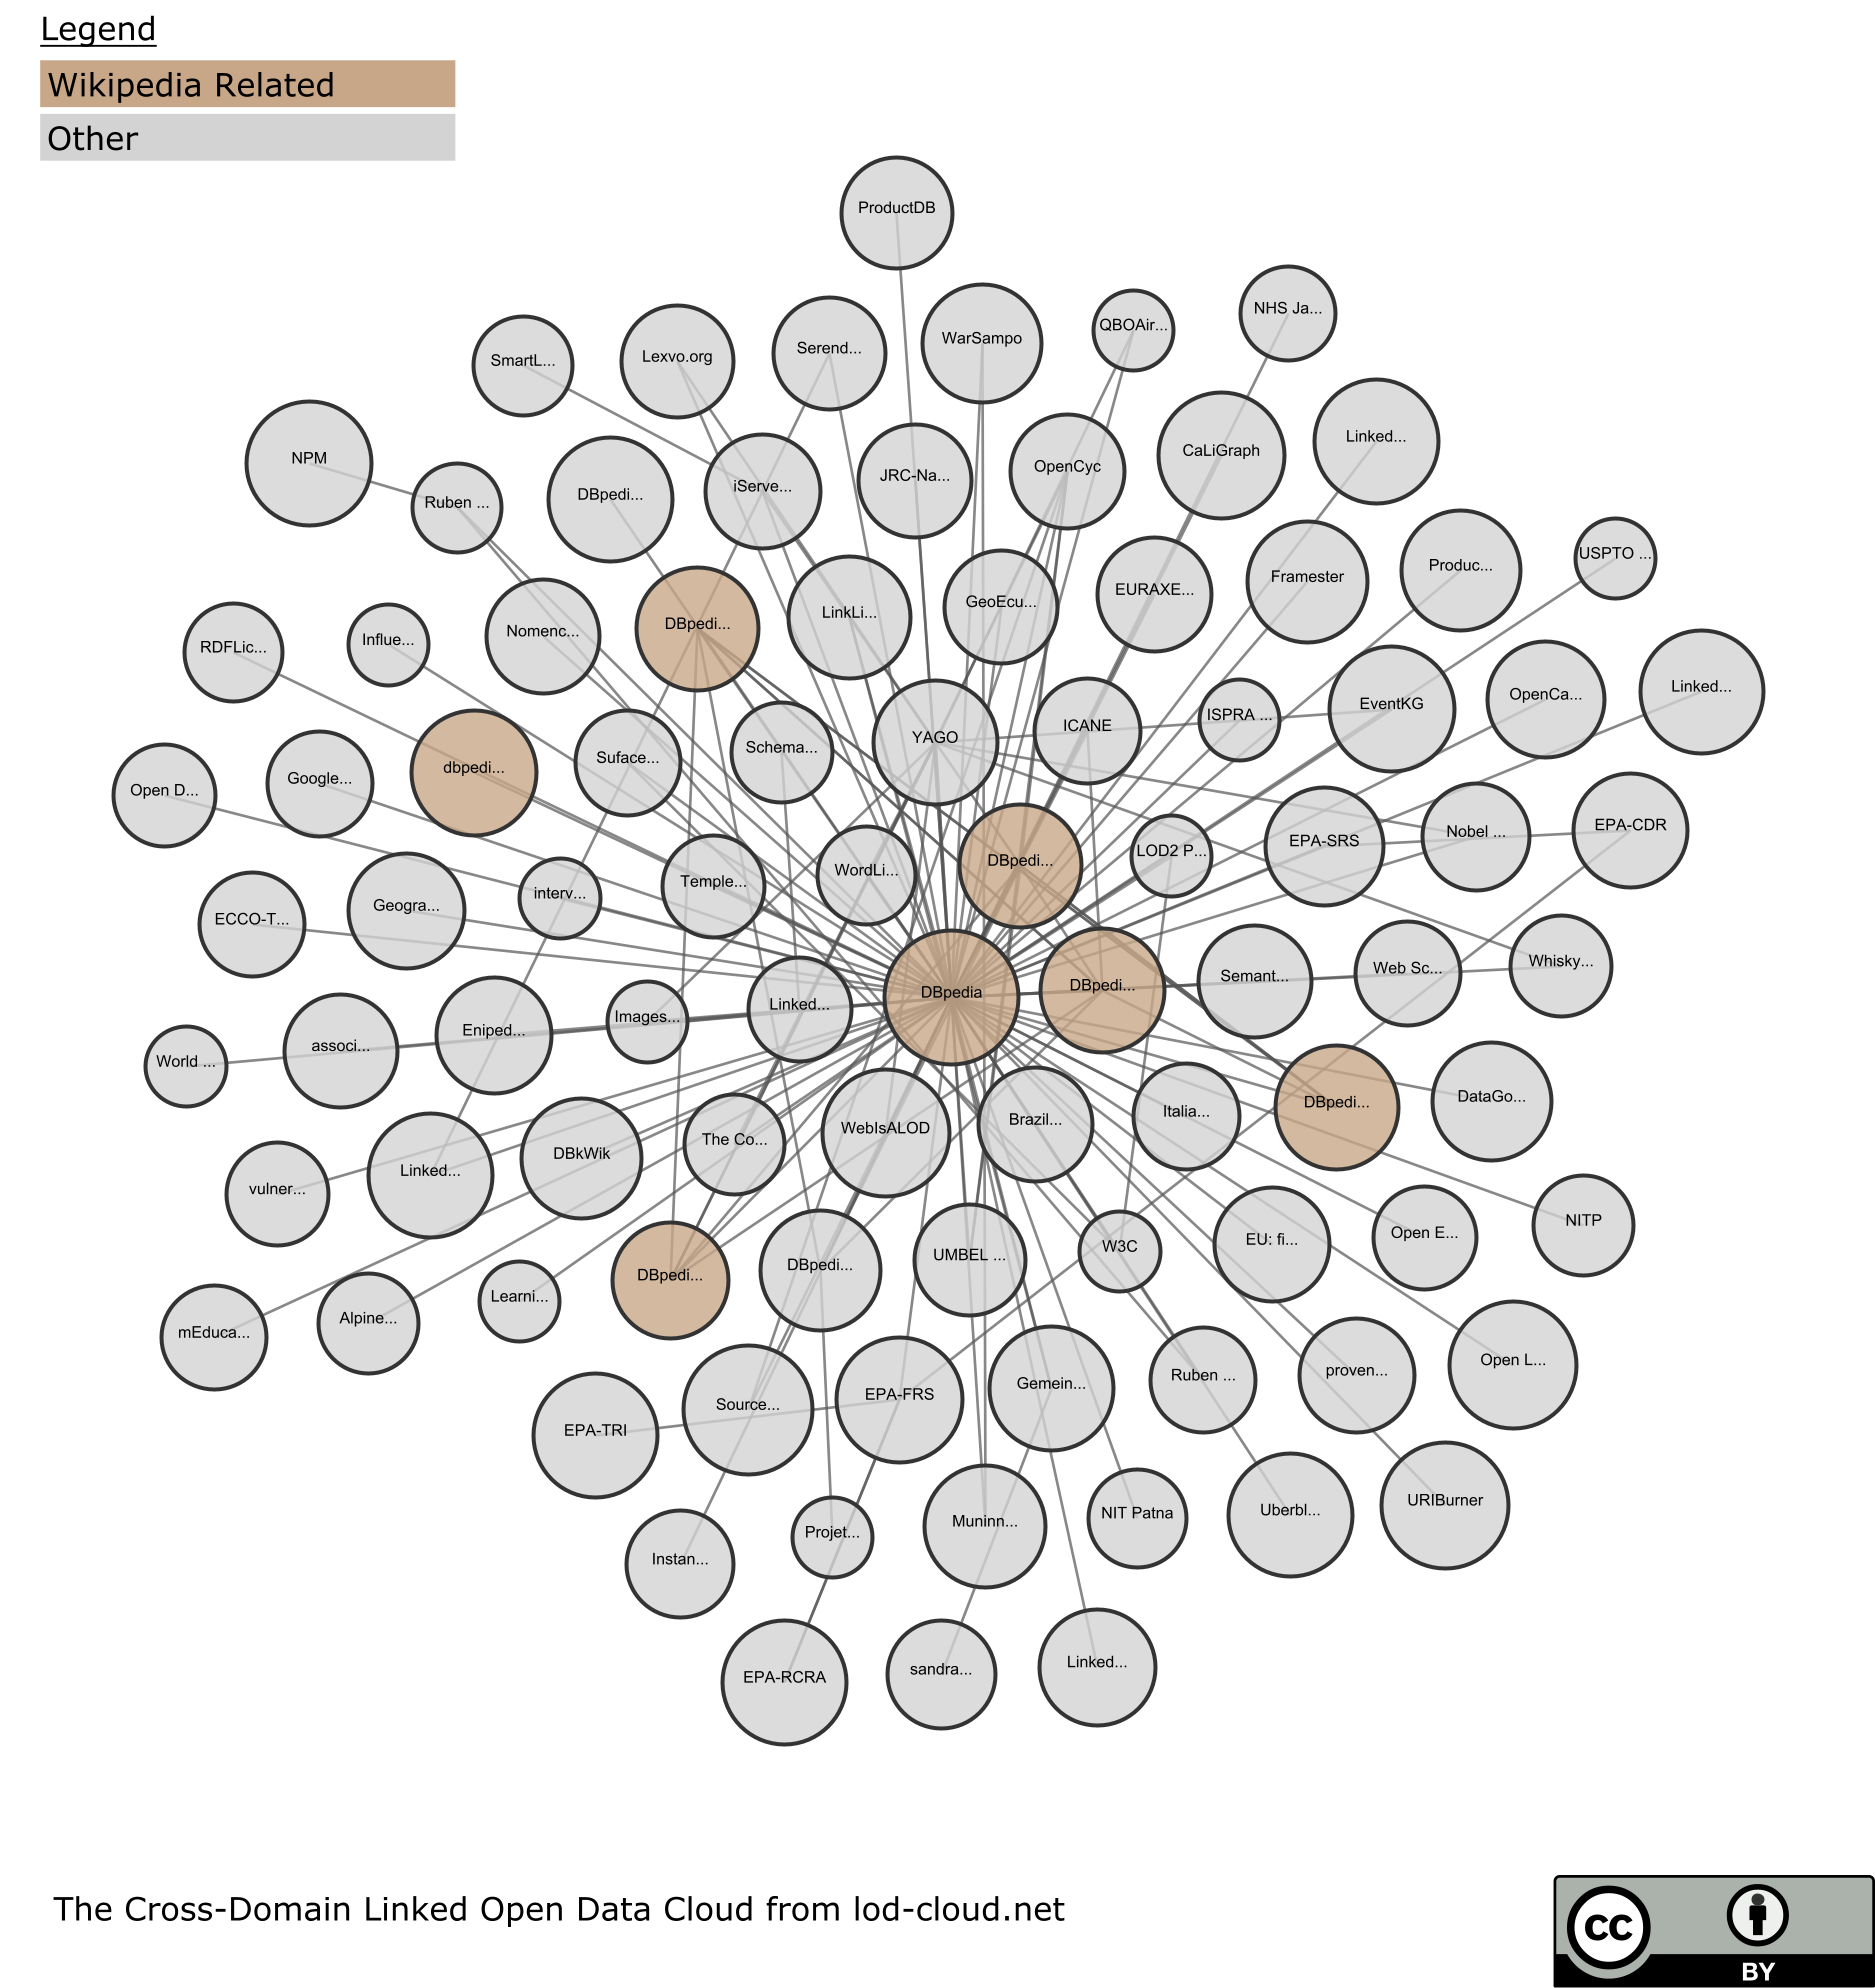 Legend
Wikipedia Related
Other
ProductDB
NHS Ja...
QBOAir...
WarSampo
Serend...
Lexvo.org
SmartL...
NPM
Ruben ...
DBpedi...
iServe...
JRC-Na...
OpenCyc
CaLiGraph
Linked...
USPTO ...
Produc...
Framester
EURAXE...
GeoEcu...
LinkLi...
DBpedi...
Nomenc...
Influe...
RDFLic...
Linked...
OpenCa...
EventKG
ISPRA ...
ICANE
YAGO
Schema...
Suface...
dbpedi...
Google...
Open D...
EPA-CDR
Nobel ...
EPA-SRS
LOD2 P...
DBpedi...
WordLi...
Temple...
interv...
Geogra...
ECCO-T...
Whisky...
Web Sc...
Semant...
DBpedi...
DBpedia
Linked...
Images...
Eniped...
associ...
World ...
DataGo...
DBpedi...
Italia...
Brazil...
WebIsALOD
The Co...
DBkWik
Linked...
vulner...
NITP
Open E...
EU: fi...
W3C
UMBEL ...
DBpedi...
DBpedi...
Learni...
Alpine...
mEduca...
Open L...
proven...
Ruben ...
Gemein...
EPA-FRS
Source...
EPA-TRI
URIBurner
Uberbl...
NIT Patna
Muninn...
Projet...
Instan...
EPA-RCRA
sandra...
Linked...
The Cross-Domain Linked Open Data Cloud from lod-cloud.net
cc
BY